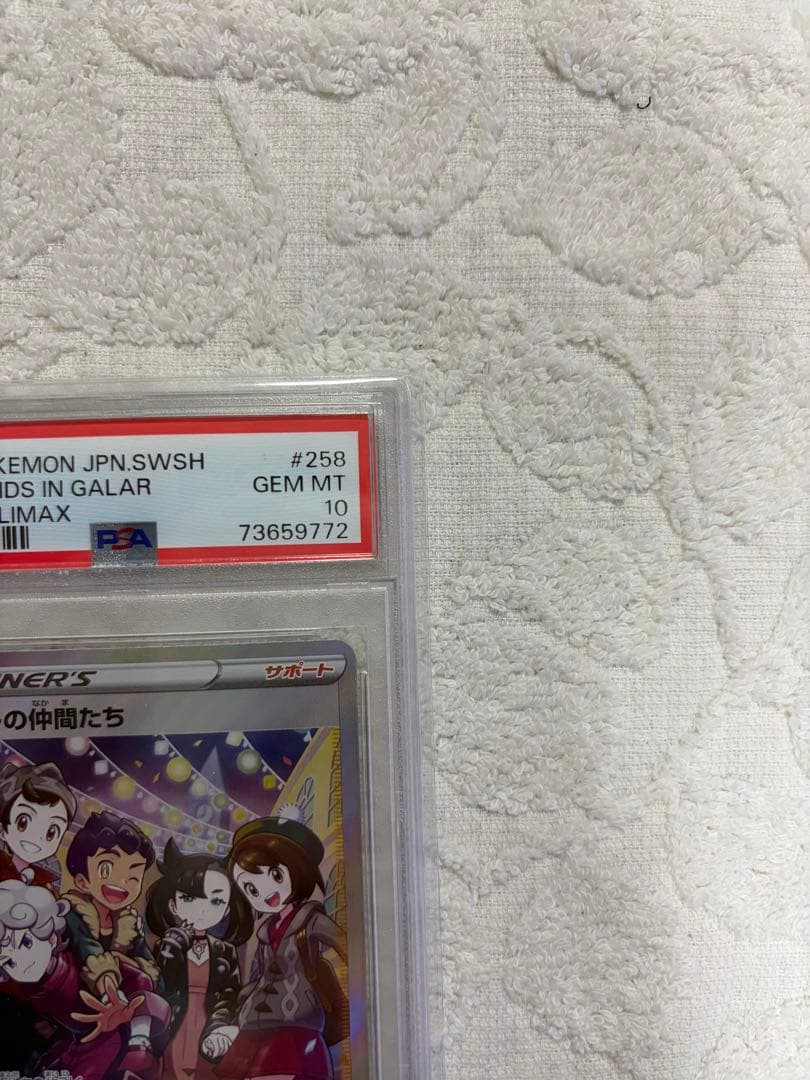 KEMON JPN.SWSH #258
NDS IN GALAR GEM MT
LIMAX 10
PSA 73659772
NER'S サポート
なか ま
の仲間たち